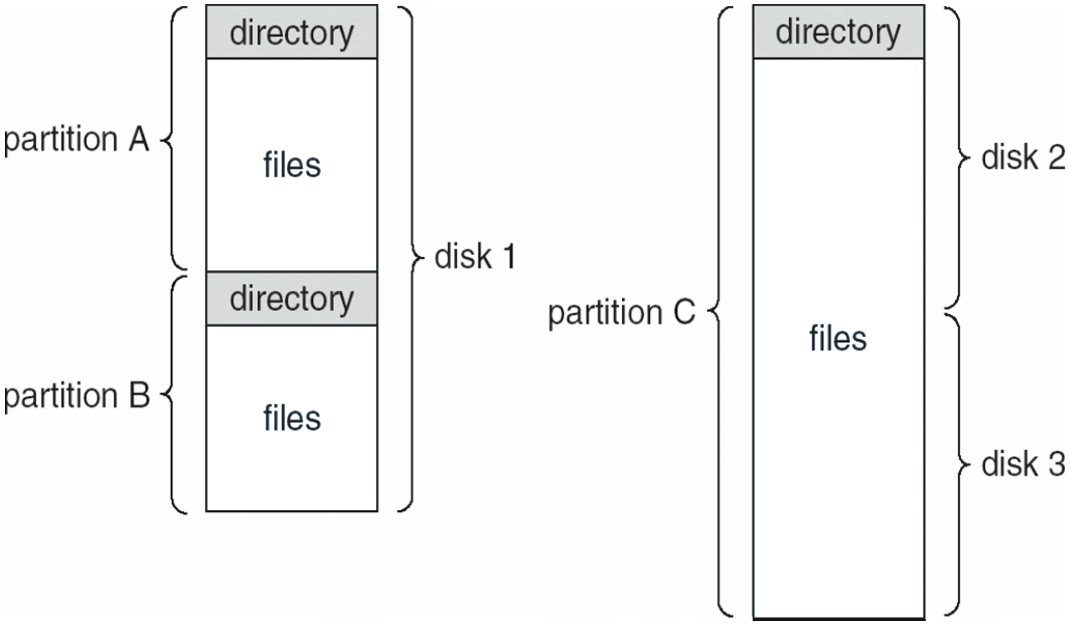 directory
partition A
files
disk 1
directory
partition B
files
directory
disk 2
partition C
files
disk 3